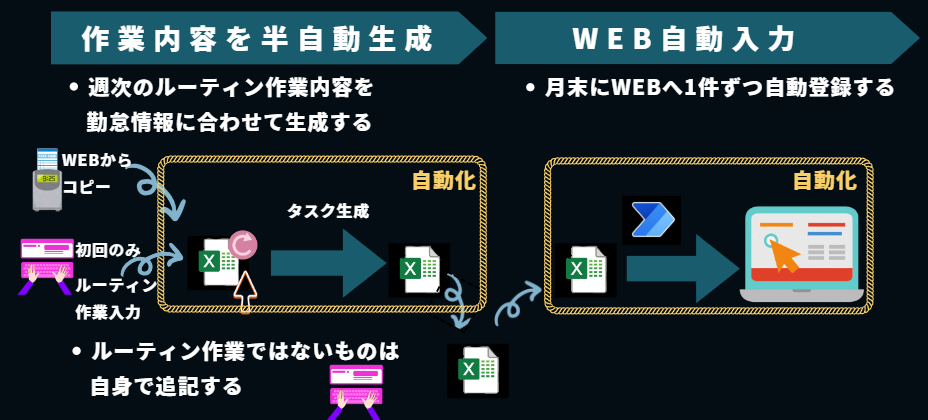 作業内容を半自動生成
WEB自動入力
• 週次のルーティン作業内容を
勤怠情報に合わせて生成する
• 月末にWEBへ1件ずつ自動登録する
WEBから
コピー
8:25
自動化
タスク生成
自動化
初回のみ
ルーティン
作業入力
X
X
X
X
• ルーティン作業ではないものは
自身で追記する